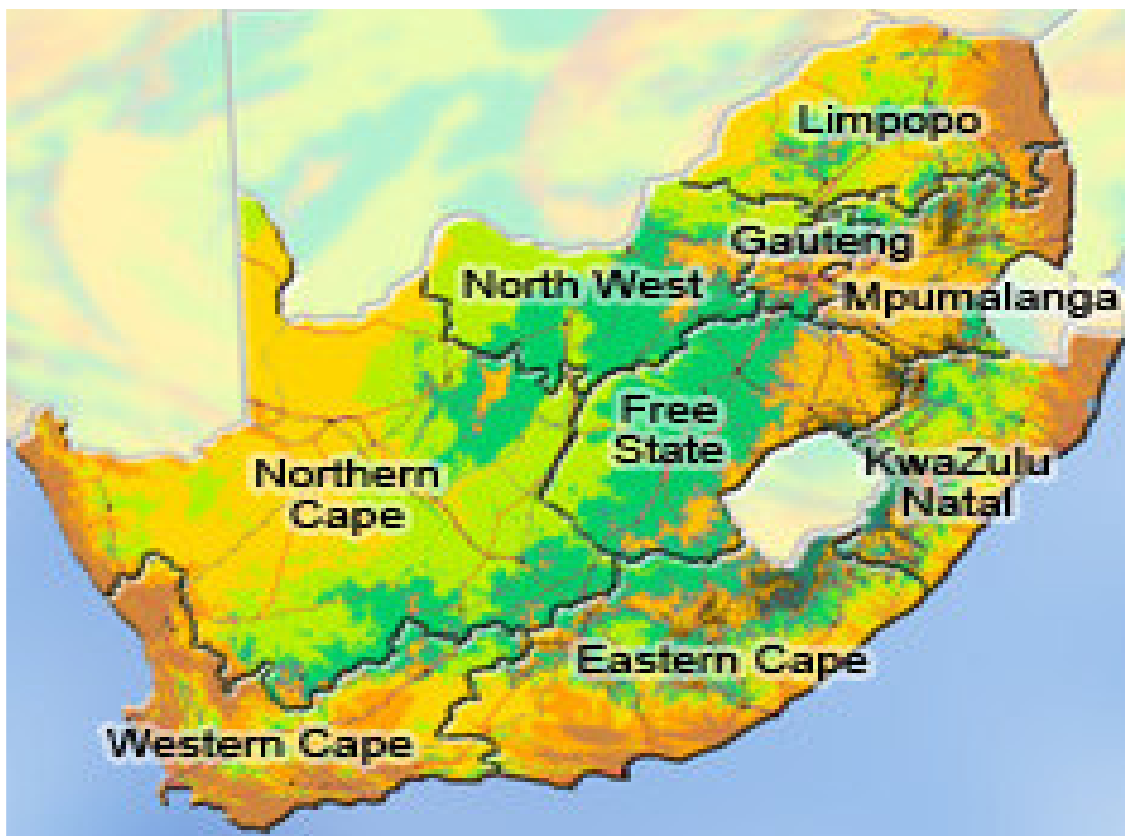 Limpopo
Gauteng
North West
Mpumalanga
Free
State
KwaZulu
Natal
Northern
Cape
Eastern Cape
Western Cape